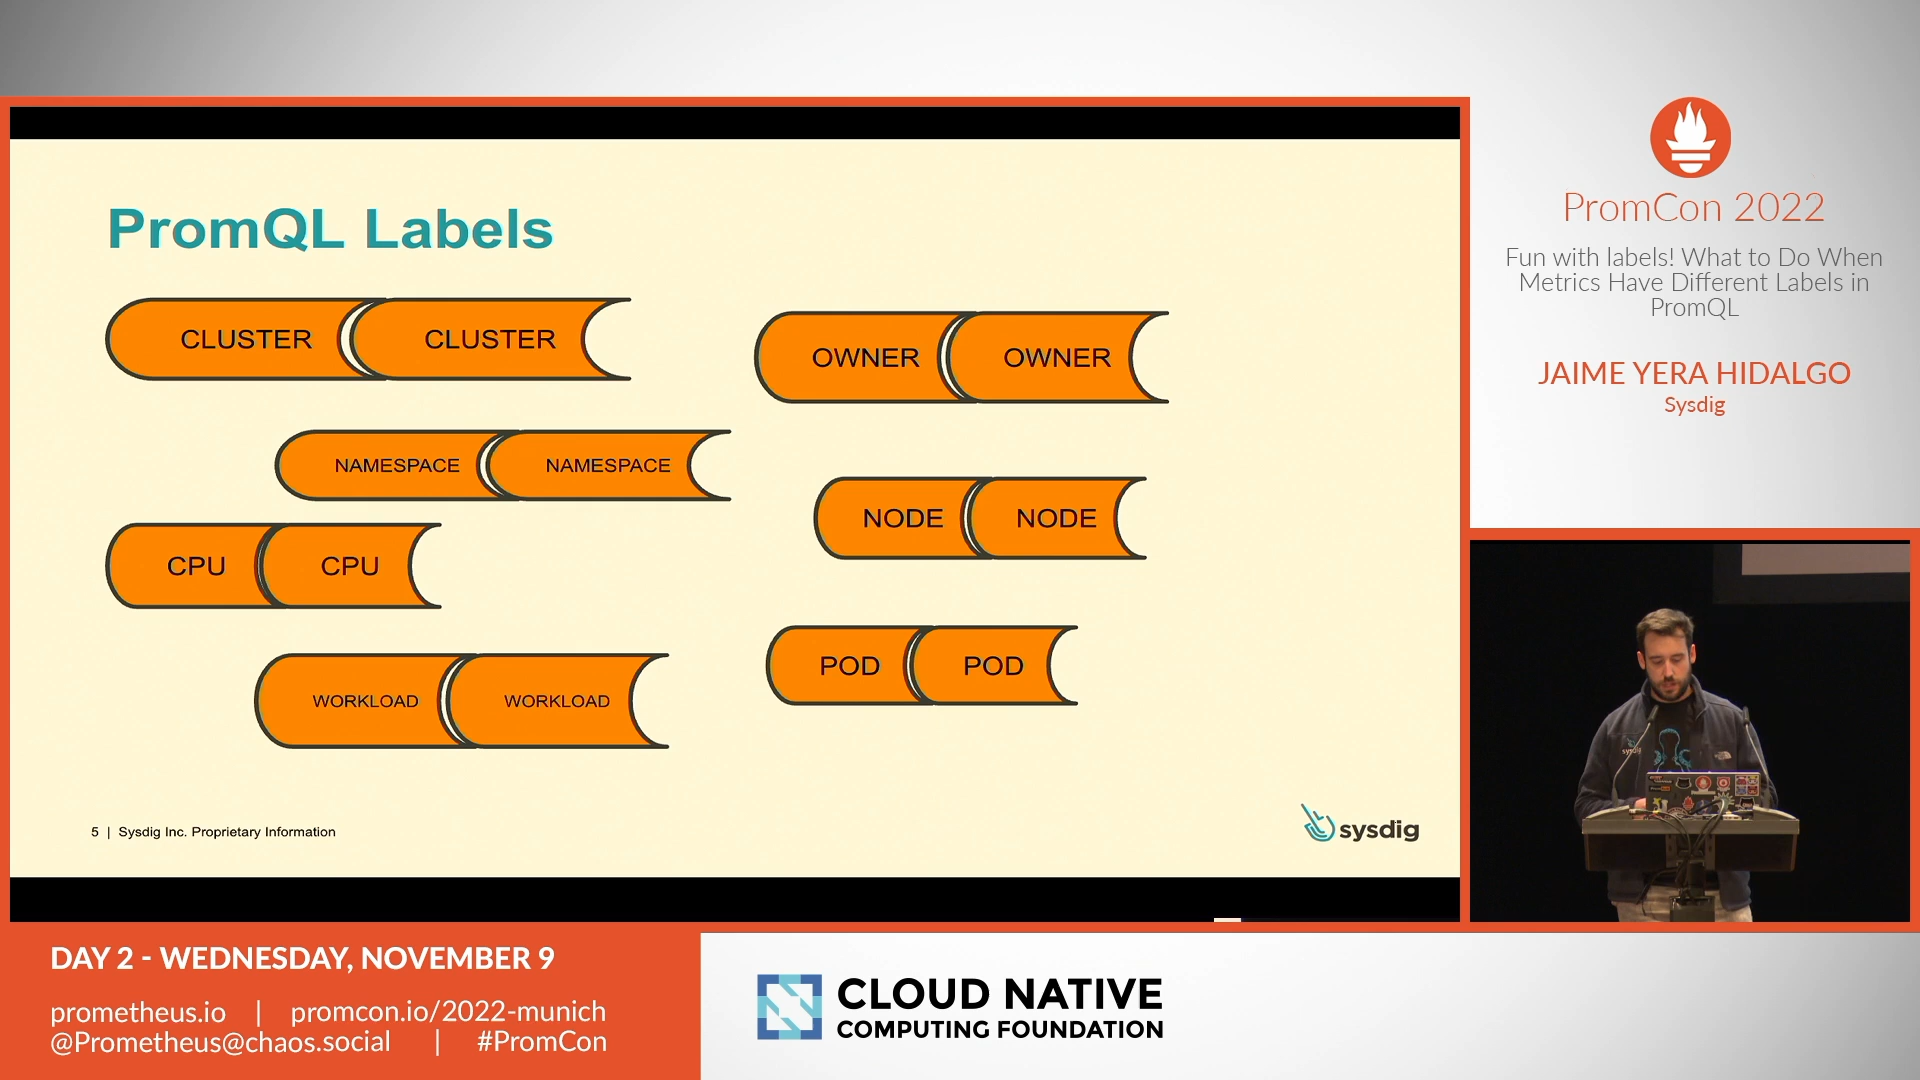 PromQL Labels
CLUSTER CLUSTER
OWNER OWNER
NAMESPACE NAMESPACE
NODE NODE
CPU CPU
WORKLOAD WORKLOAD
POD POD
5 | Sysdig Inc. Proprietary Information
sysdig
PromCon 2022
Fun with labels! What to Do When
Metrics Have Different Labels in
PromQL
JAIME YERA HIDALGO
Sysdig
sysdig
DAY 2 - WEDNESDAY, NOVEMBER 9
prometheus.io | promcon.io/2022-munich
@Prometheus@chaos.social | #PromCon
CLOUD NATIVE
COMPUTING FOUNDATION